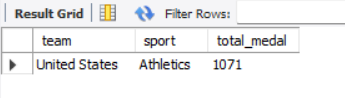 Result Grid Filter Rows:
team sport total_medal
United States Athletics 1071